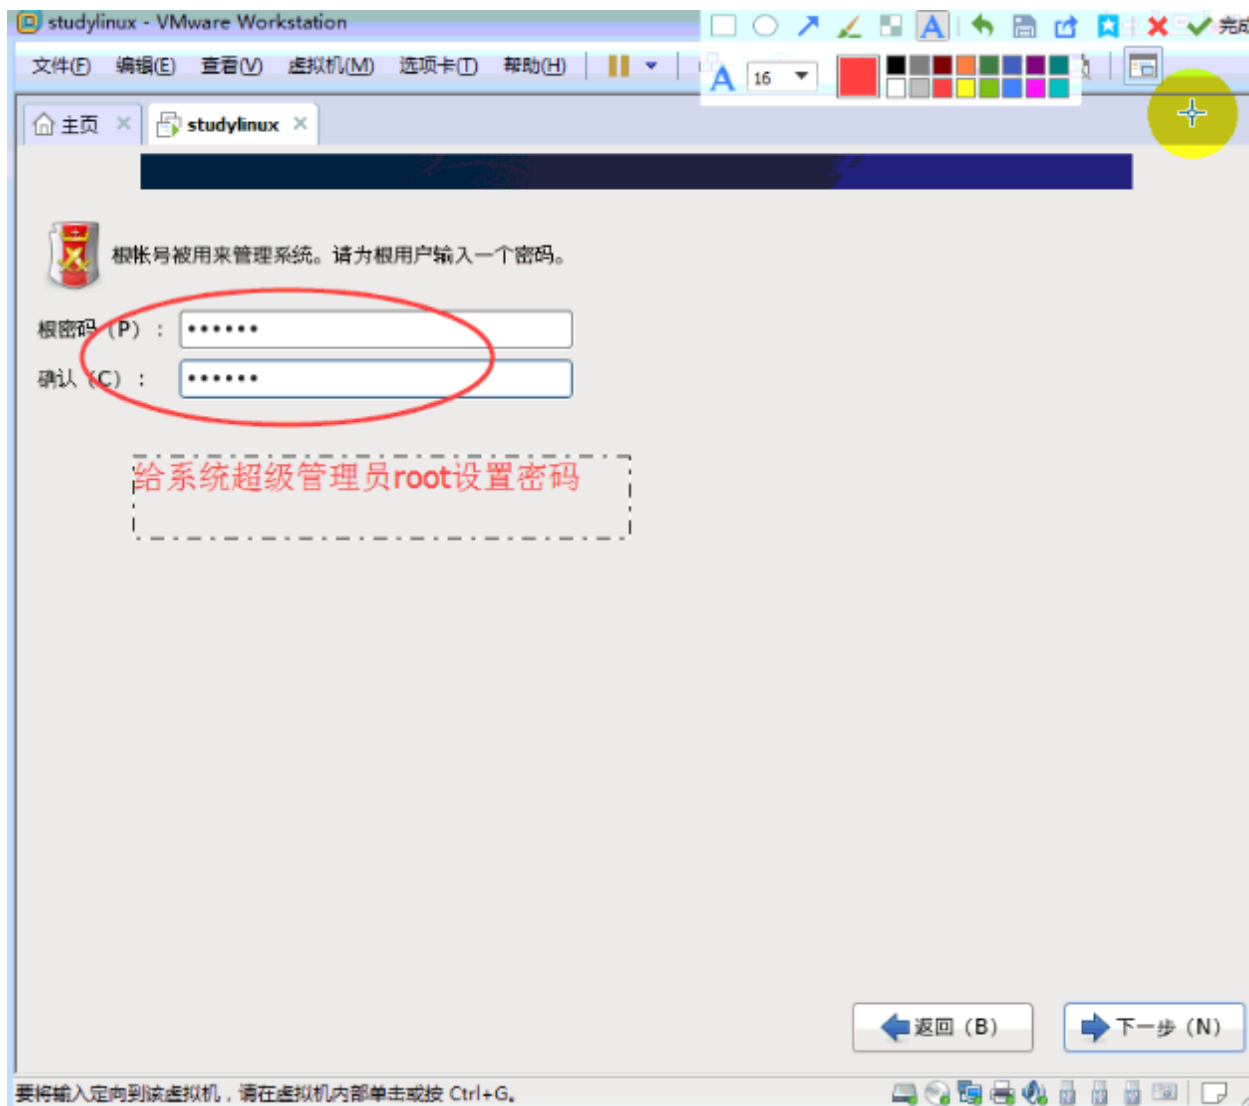 studylinux - VMware Workstation
完成
文件(F) 编辑(E) 查看(V) 虚拟机(M) 选项卡(T) 帮助(H)
A 16
主页 studylinux
根帐号被用来管理系统。请为根用户输入一个密码。
根密码（P）：
确认（C）：
给系统超级管理员root设置密码
返回（B） 下一步（N）
要将输入定向到该虚拟机，请在虚拟机内部单击或按 Ctrl+G。